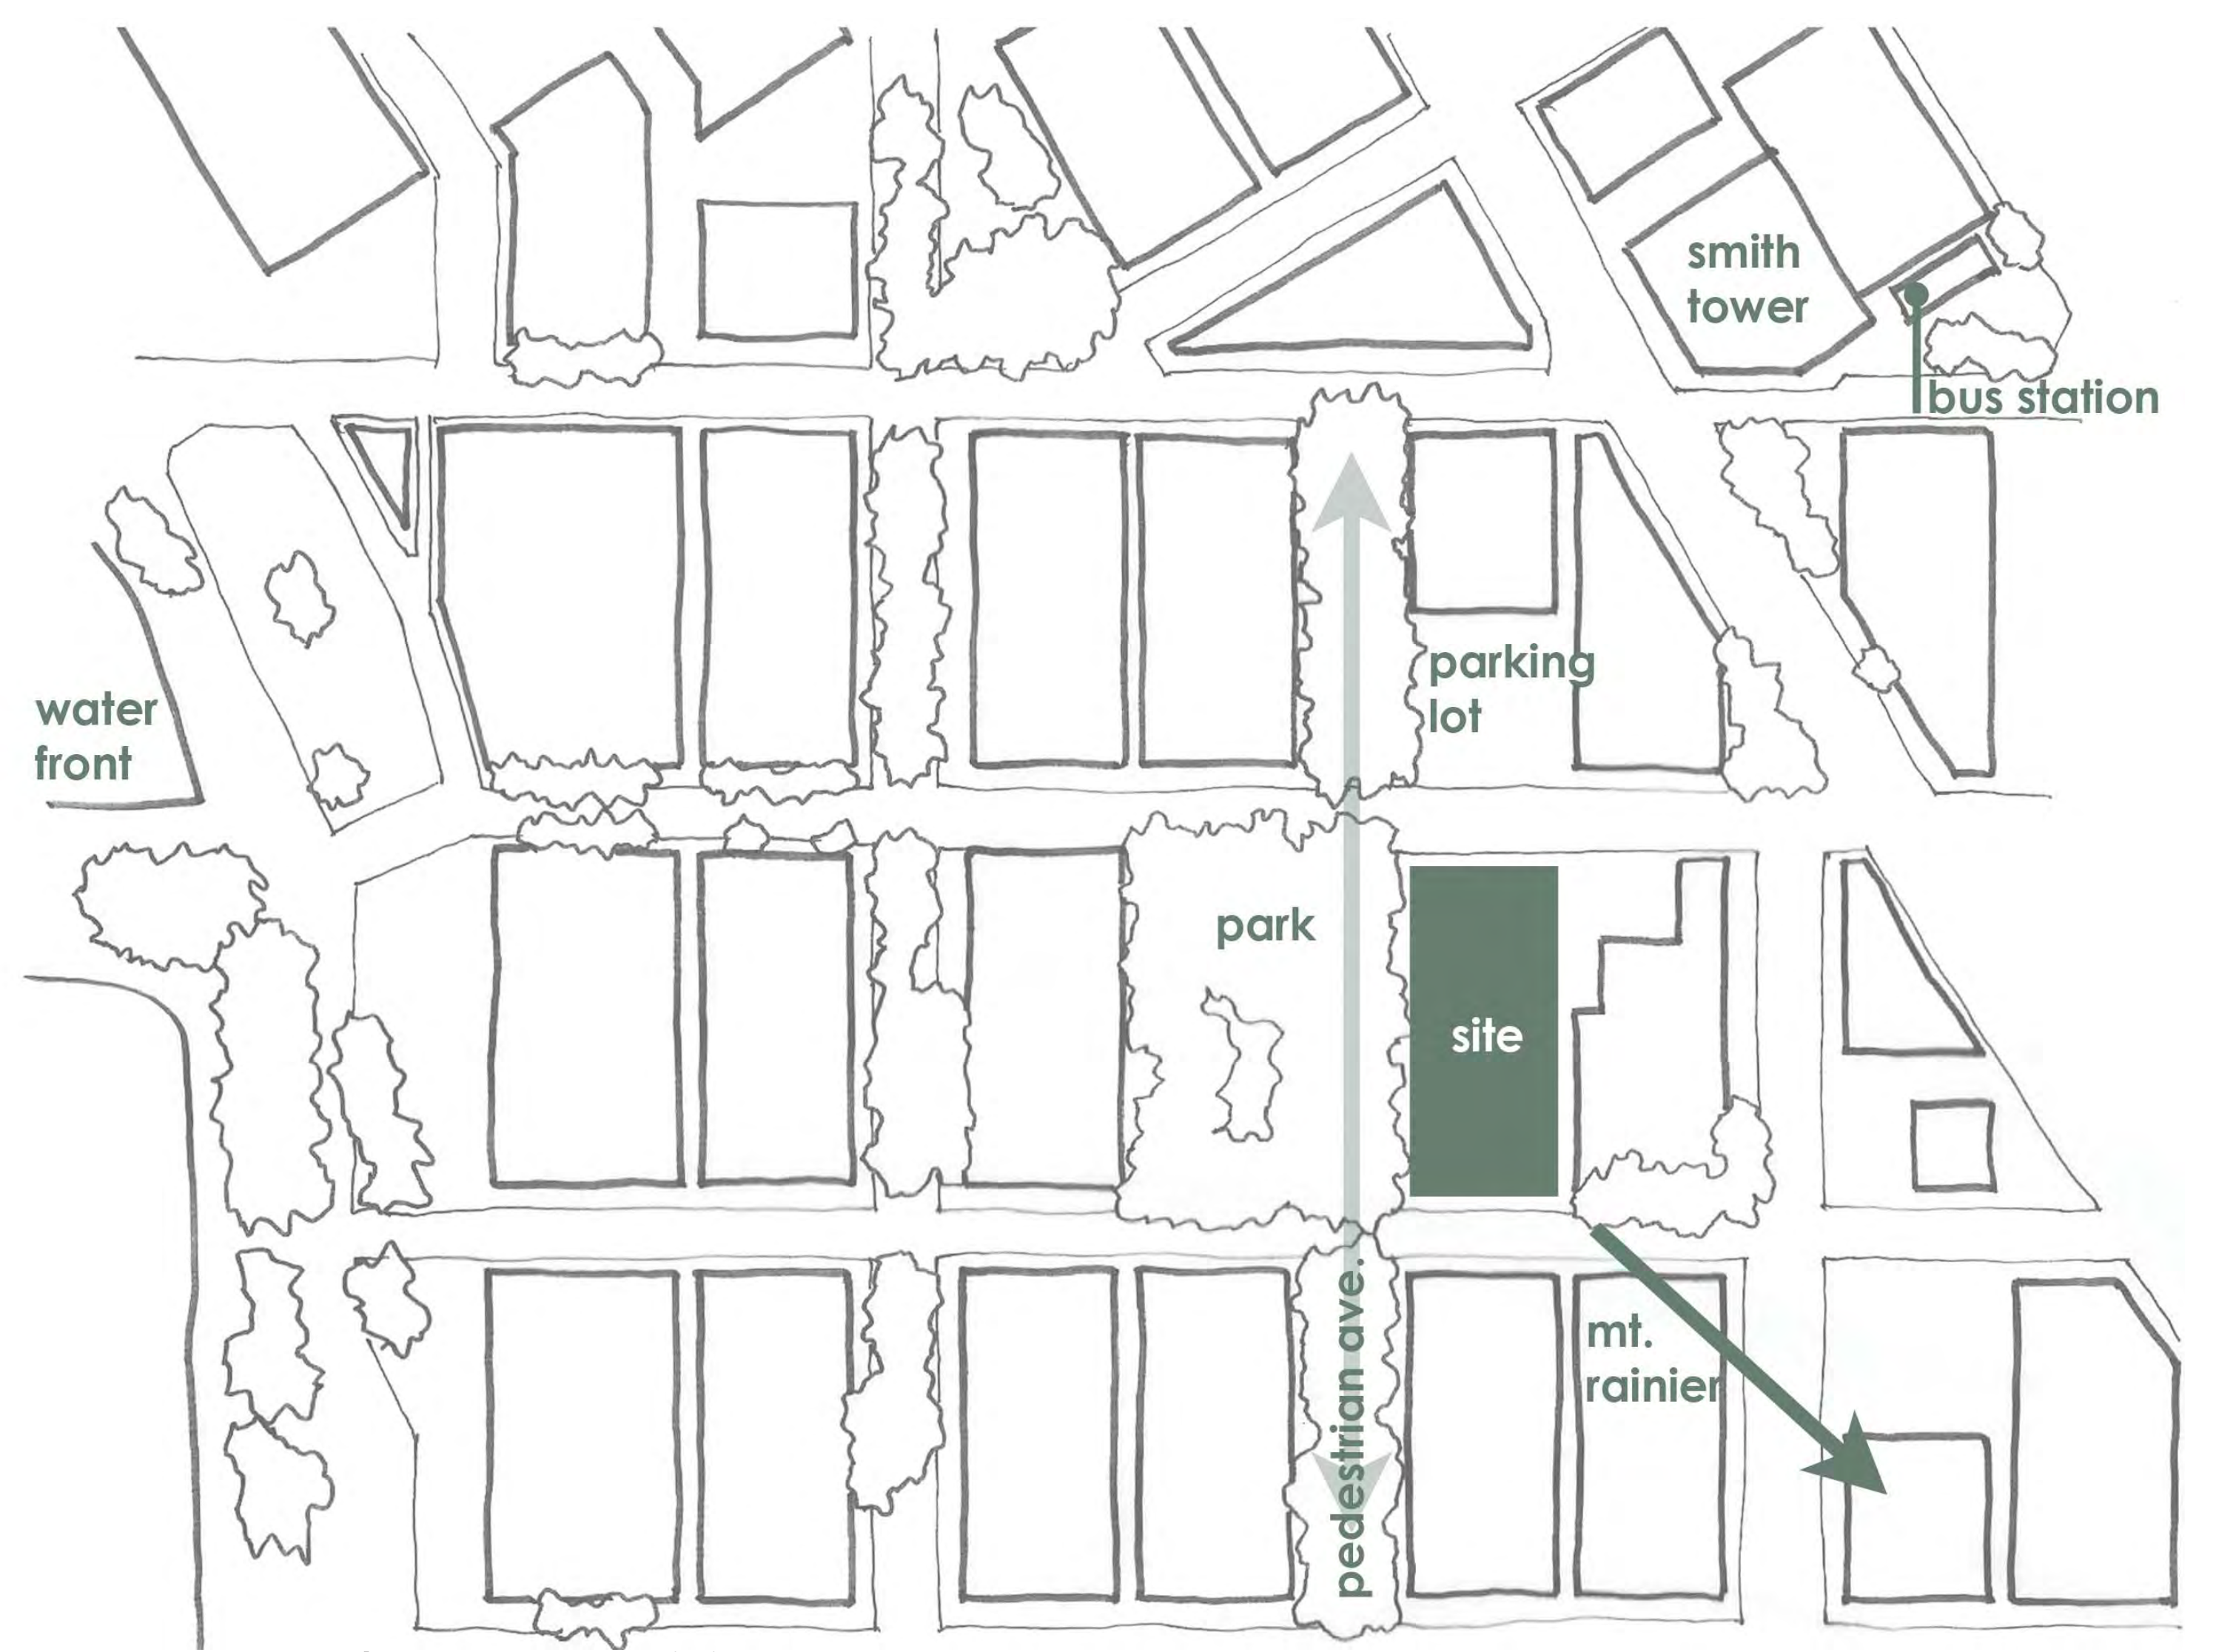 smith
tower
bus station
parking
lot
water
front
park
site
mt.
rainier
pedestrian ave.